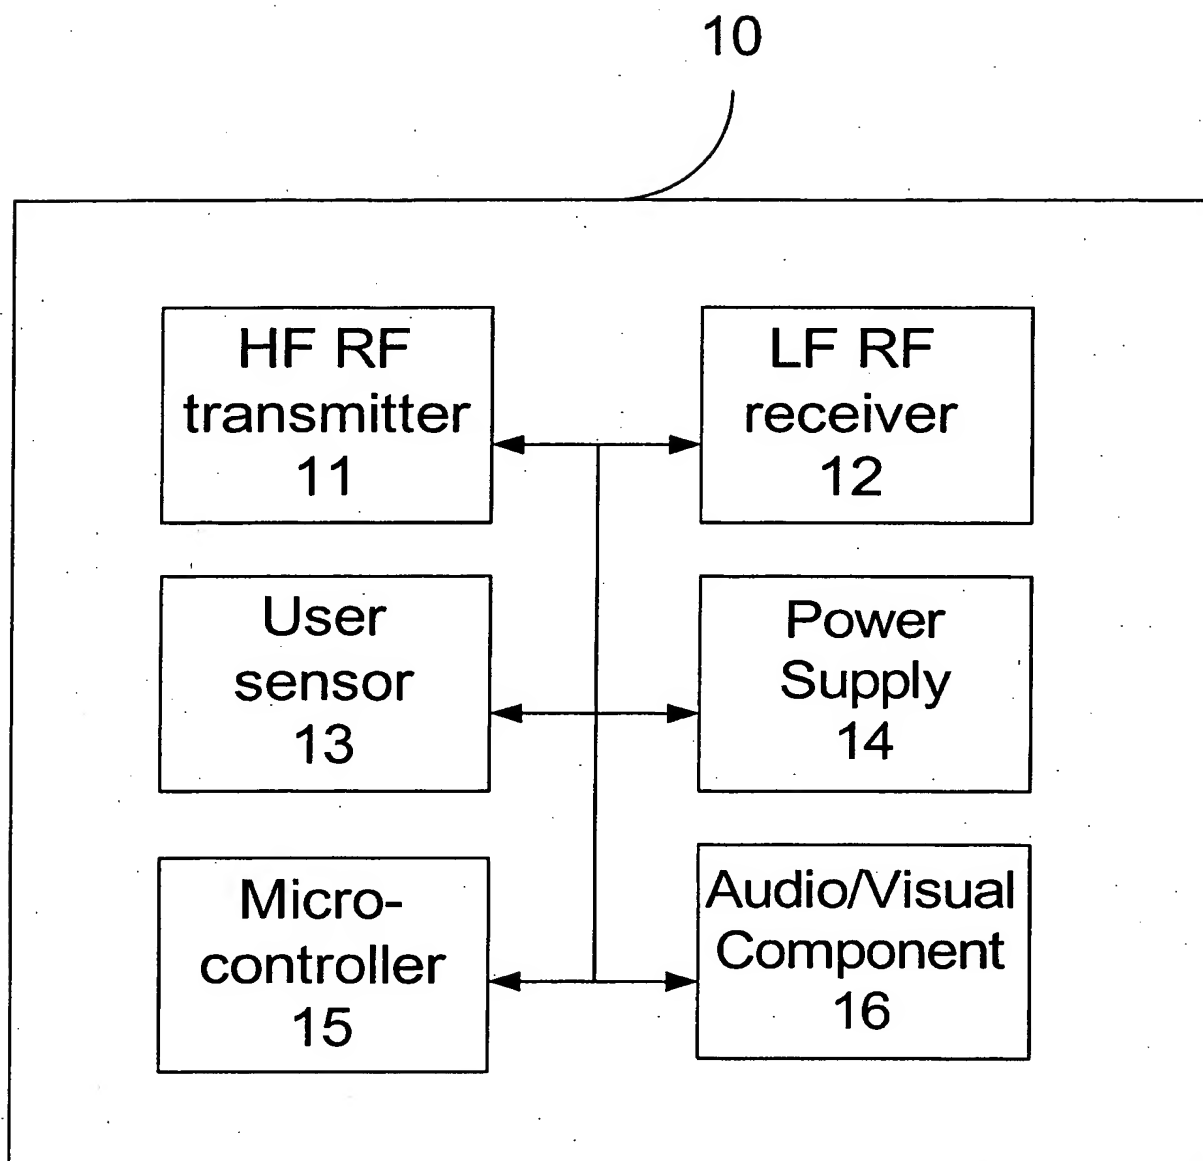 10
HF RF
transmitter
11
LF RF
receiver
12
User
sensor
13
Power
Supply
14
Micro-
controller
15
Audio/Visual
Component
16